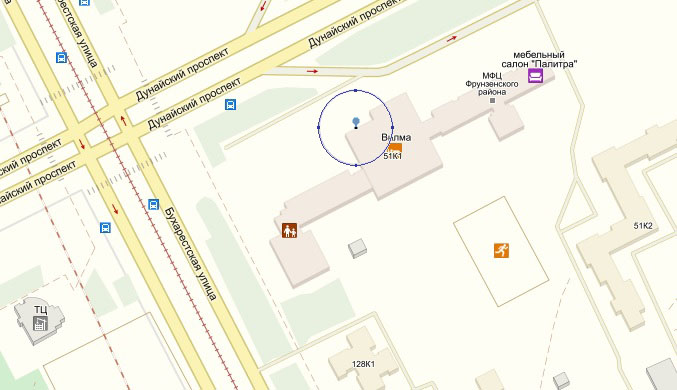 Бухарестская улица
Дунайский проспект
Дунайский проспект
мебельный
салон "Палитра"
МФЦ
Фрунзенского
района
Дунайский проспект
Дунайский проспект
51К1
Дунайский проспект
Бухарестская улица
51К2
ТЦ
128К1